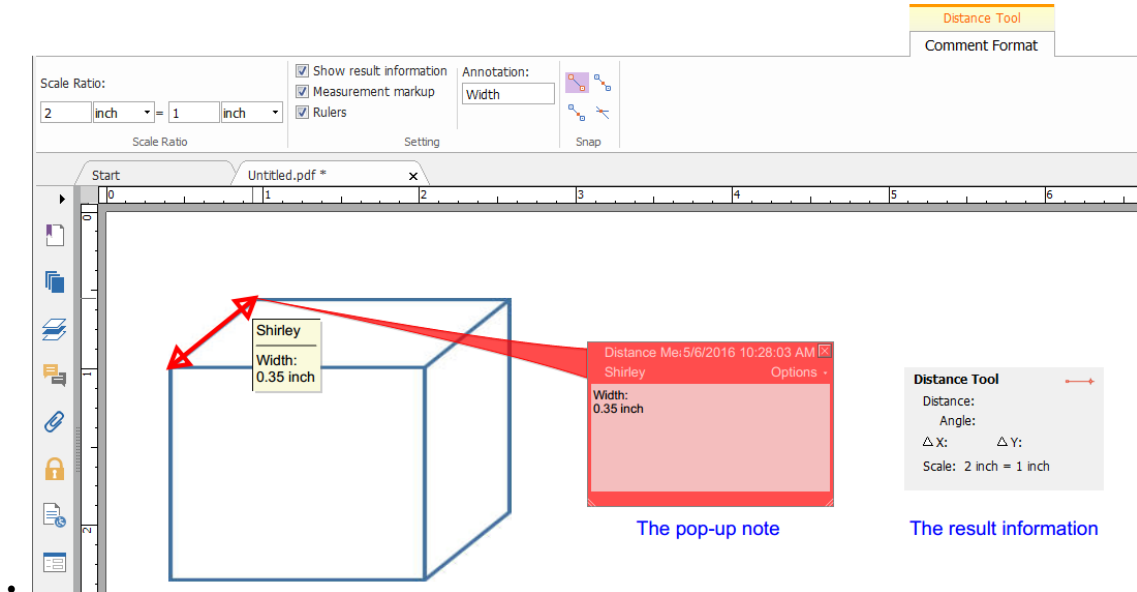 Distance Tool
Comment Format
Scale Ratio:
2 inch = 1 inch
Scale Ratio
Show result information
Measurement markup
Rulers
Annotation:
Width
Setting
Snap
Start
Untitled.pdf *
0 1 2 3 4 5 6
0
1
2
Shirley
Width:
0.35 inch
Distance Me: 5/6/2016 10:28:03 AM
Shirley Options
Width:
0.35 inch
The pop-up note
Distance Tool
Distance:
Angle:
△ X: △ Y:
Scale: 2 inch = 1 inch
The result information